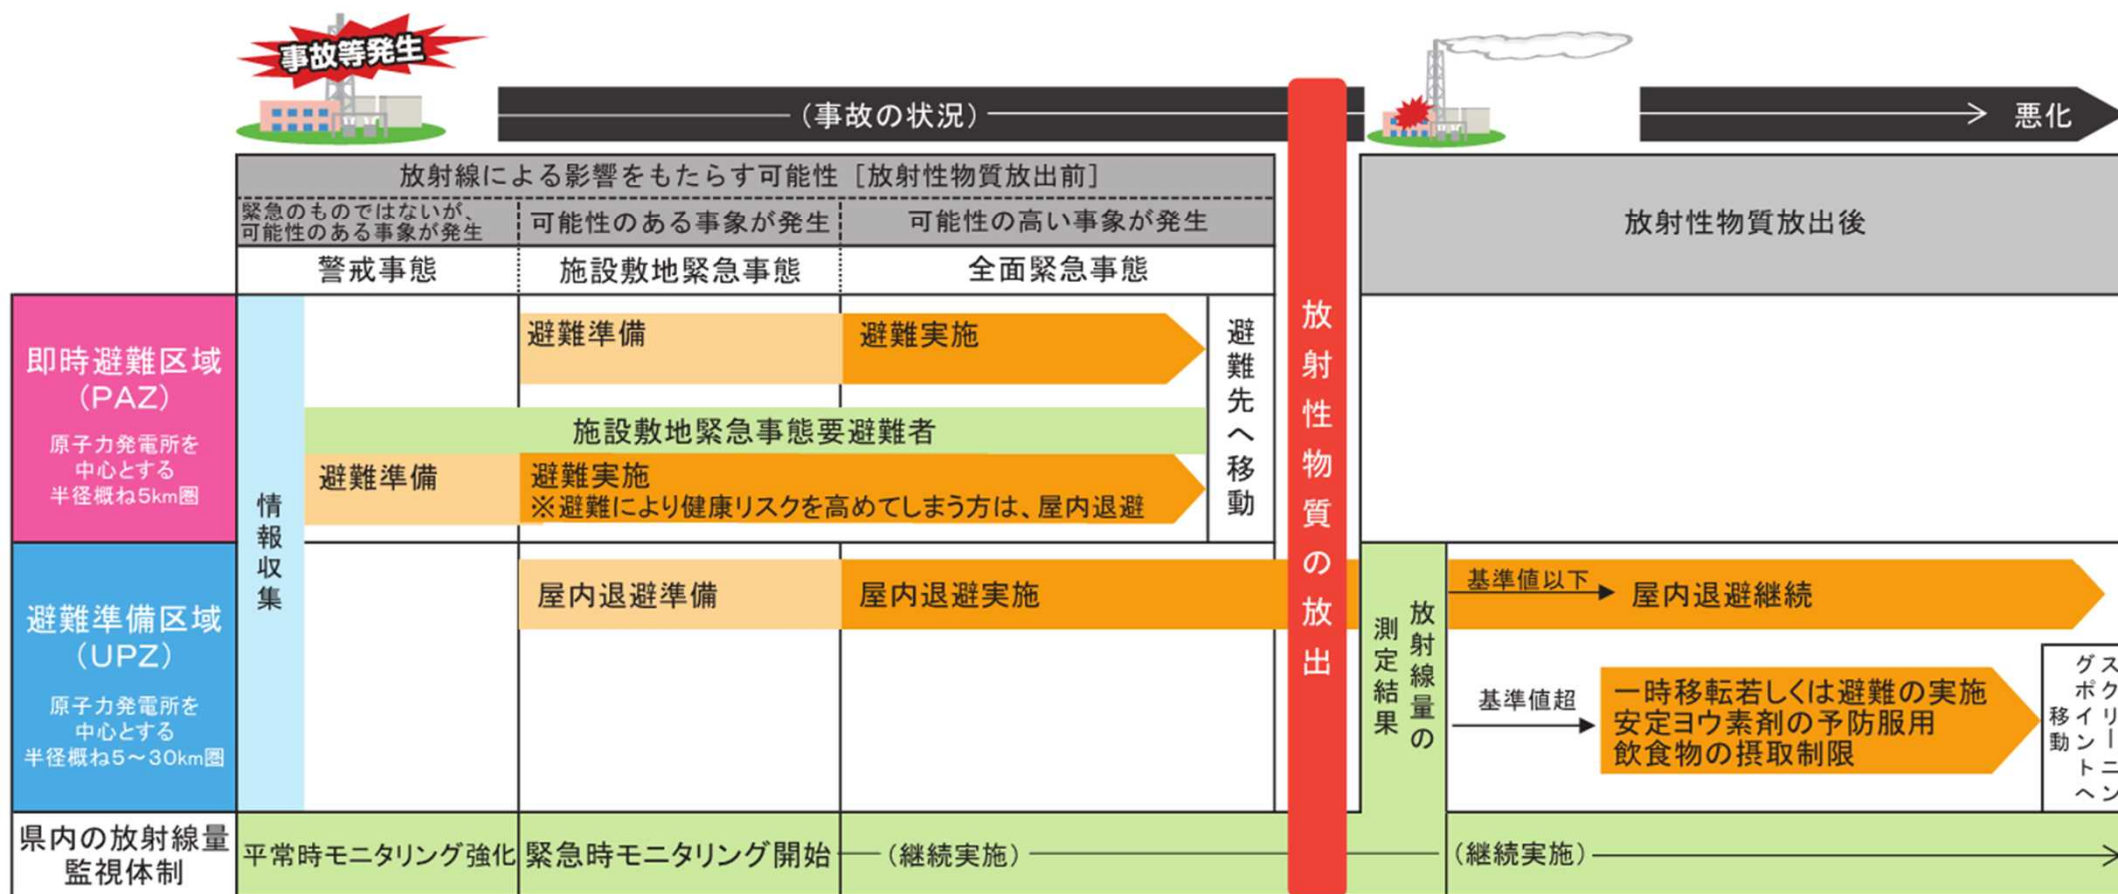 事故等発生
(事故の状況)
悪化
放射線による影響をもたらす可能性［放射性物質放出前］
緊急のものではないが、
可能性のある事象が発生
可能性のある事象が発生
可能性の高い事象が発生
放射性物質放出後
警戒事態
施設敷地緊急事態
全面緊急事態
放射性物質の放出
即時避難区域
(PAZ)
原子力発電所を
中心とする
半径概ね5km圏
情報収集
避難準備
避難実施
施設敷地緊急事態要避難者
避難準備
避難実施
※避難により健康リスクを高めてしまう方は、屋内退避
避難先へ移動
避難準備区域
(UPZ)
原子力発電所を
中心とする
半径概ね5〜30km圏
屋内退避準備
屋内退避実施
放射線量の
測定結果
基準値以下
屋内退避継続
基準値超
一時移転若しくは避難の実施
安定ヨウ素剤の予防服用
飲食物の摂取制限
スクリーニン
グポイントへ
移動
県内の放射線量
監視体制
平常時モニタリング強化
緊急時モニタリング開始
(継続実施)
(継続実施)